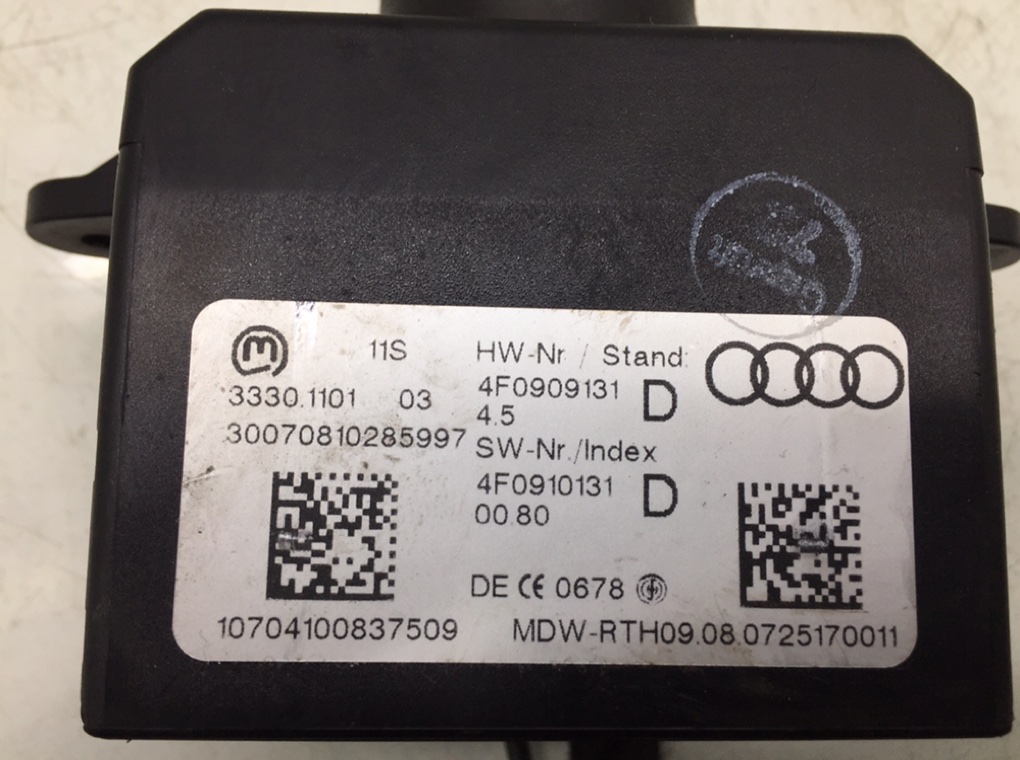 11S
3330.1101 03
30070810285997
HW-Nr / Stand:
4F0909131 D
4.5
SW-Nr./Index
4F0910131 D
00.80
DE CE 0678
10704100837509
MDW-RTH09.08.0725170011